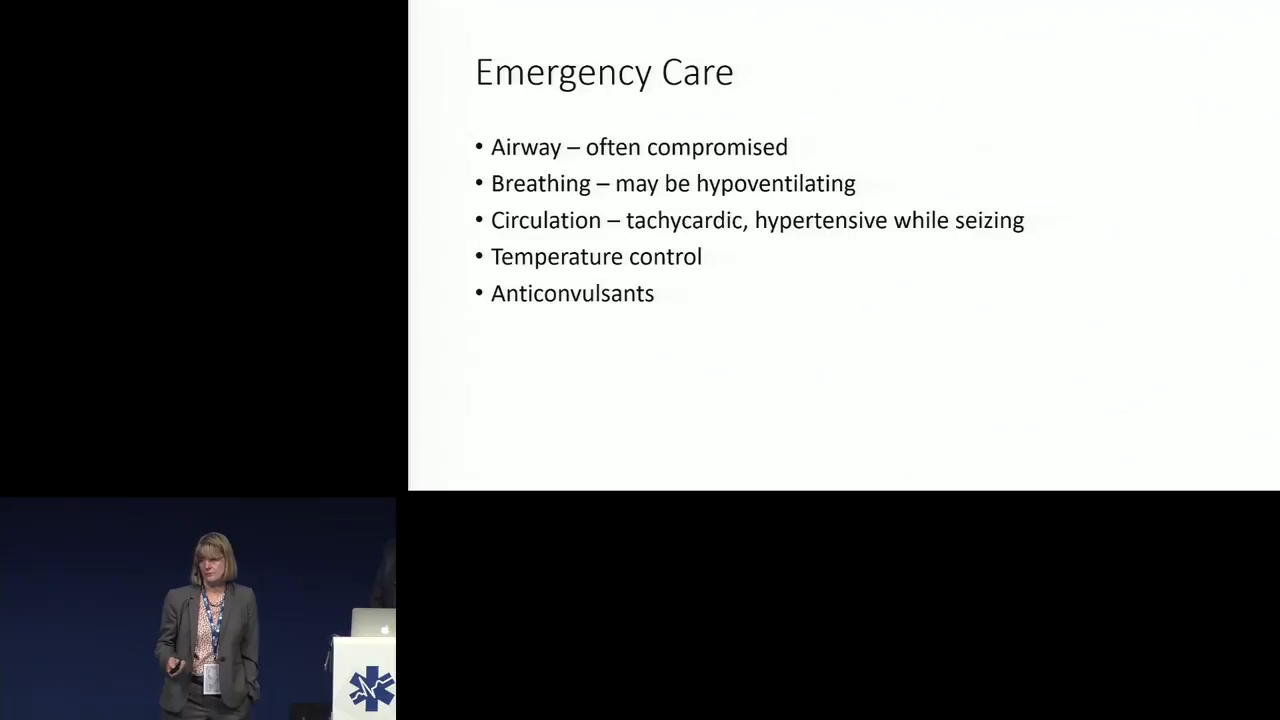 Emergency Care
• Airway – often compromised
• Breathing – may be hypoventilating
• Circulation – tachycardic, hypertensive while seizing
• Temperature control
• Anticonvulsants